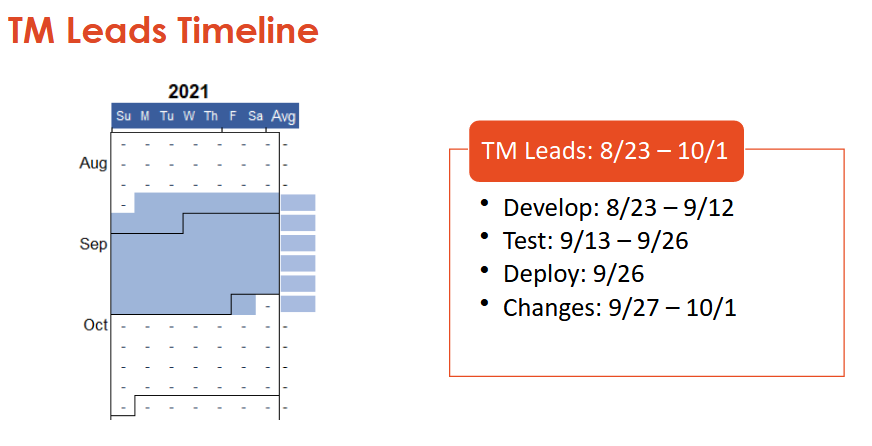 TM Leads Timeline
2021
Su M Tu W Th F Sa Avg
- - - - - - - -
Aug
- - - - - - - -
- - - - - - - -
-
Sep
-
Oct
- - - - - - - -
- - - - - - - -
- - - - - - - -
- - - - - - - -
- - - - - - - -
TM Leads: 8/23 – 10/1
• Develop: 8/23 – 9/12
• Test: 9/13 – 9/26
• Deploy: 9/26
• Changes: 9/27 – 10/1